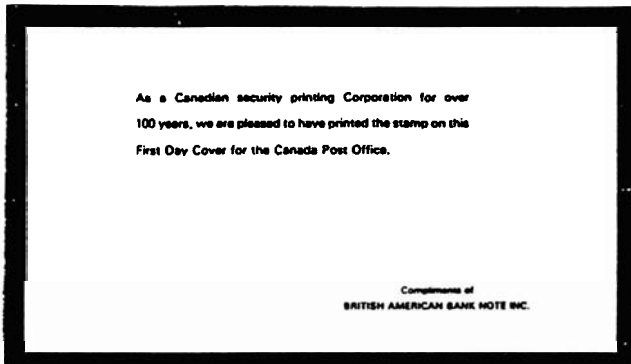 As a Canadian security printing Corporation for over
100 years, we are pleased to have printed the stamp on this
First Day Cover for the Canada Post Office.
Compliments of
BRITISH AMERICAN BANK NOTE INC.